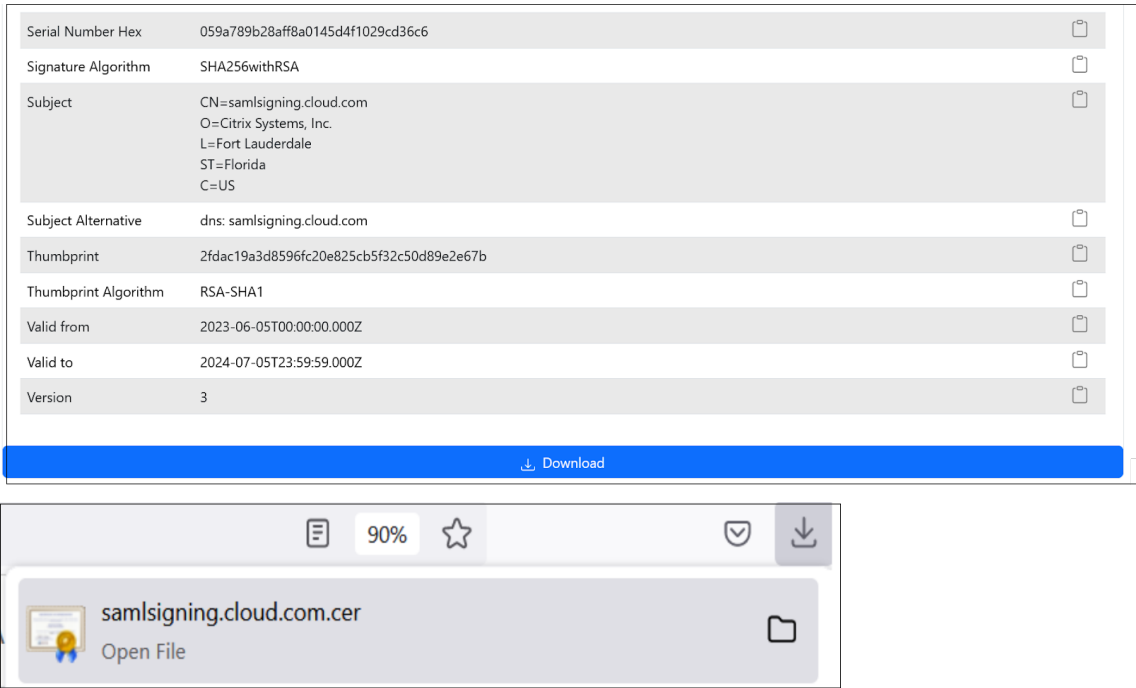 Serial Number Hex 059a789b28aff8a0145d4f1029cd36c6
Signature Algorithm SHA256withRSA
Subject CN=samlsigning.cloud.com
O=Citrix Systems, Inc.
L=Fort Lauderdale
ST=Florida
C=US
Subject Alternative dns: samlsigning.cloud.com
Thumbprint 2fdac19a3d8596fc20e825cb5f32c50d89e2e67b
Thumbprint Algorithm RSA-SHA1
Valid from 2023-06-05T00:00:00.000Z
Valid to 2024-07-05T23:59:59.000Z
Version 3
Download
90%
samlsigning.cloud.com.cer
Open File